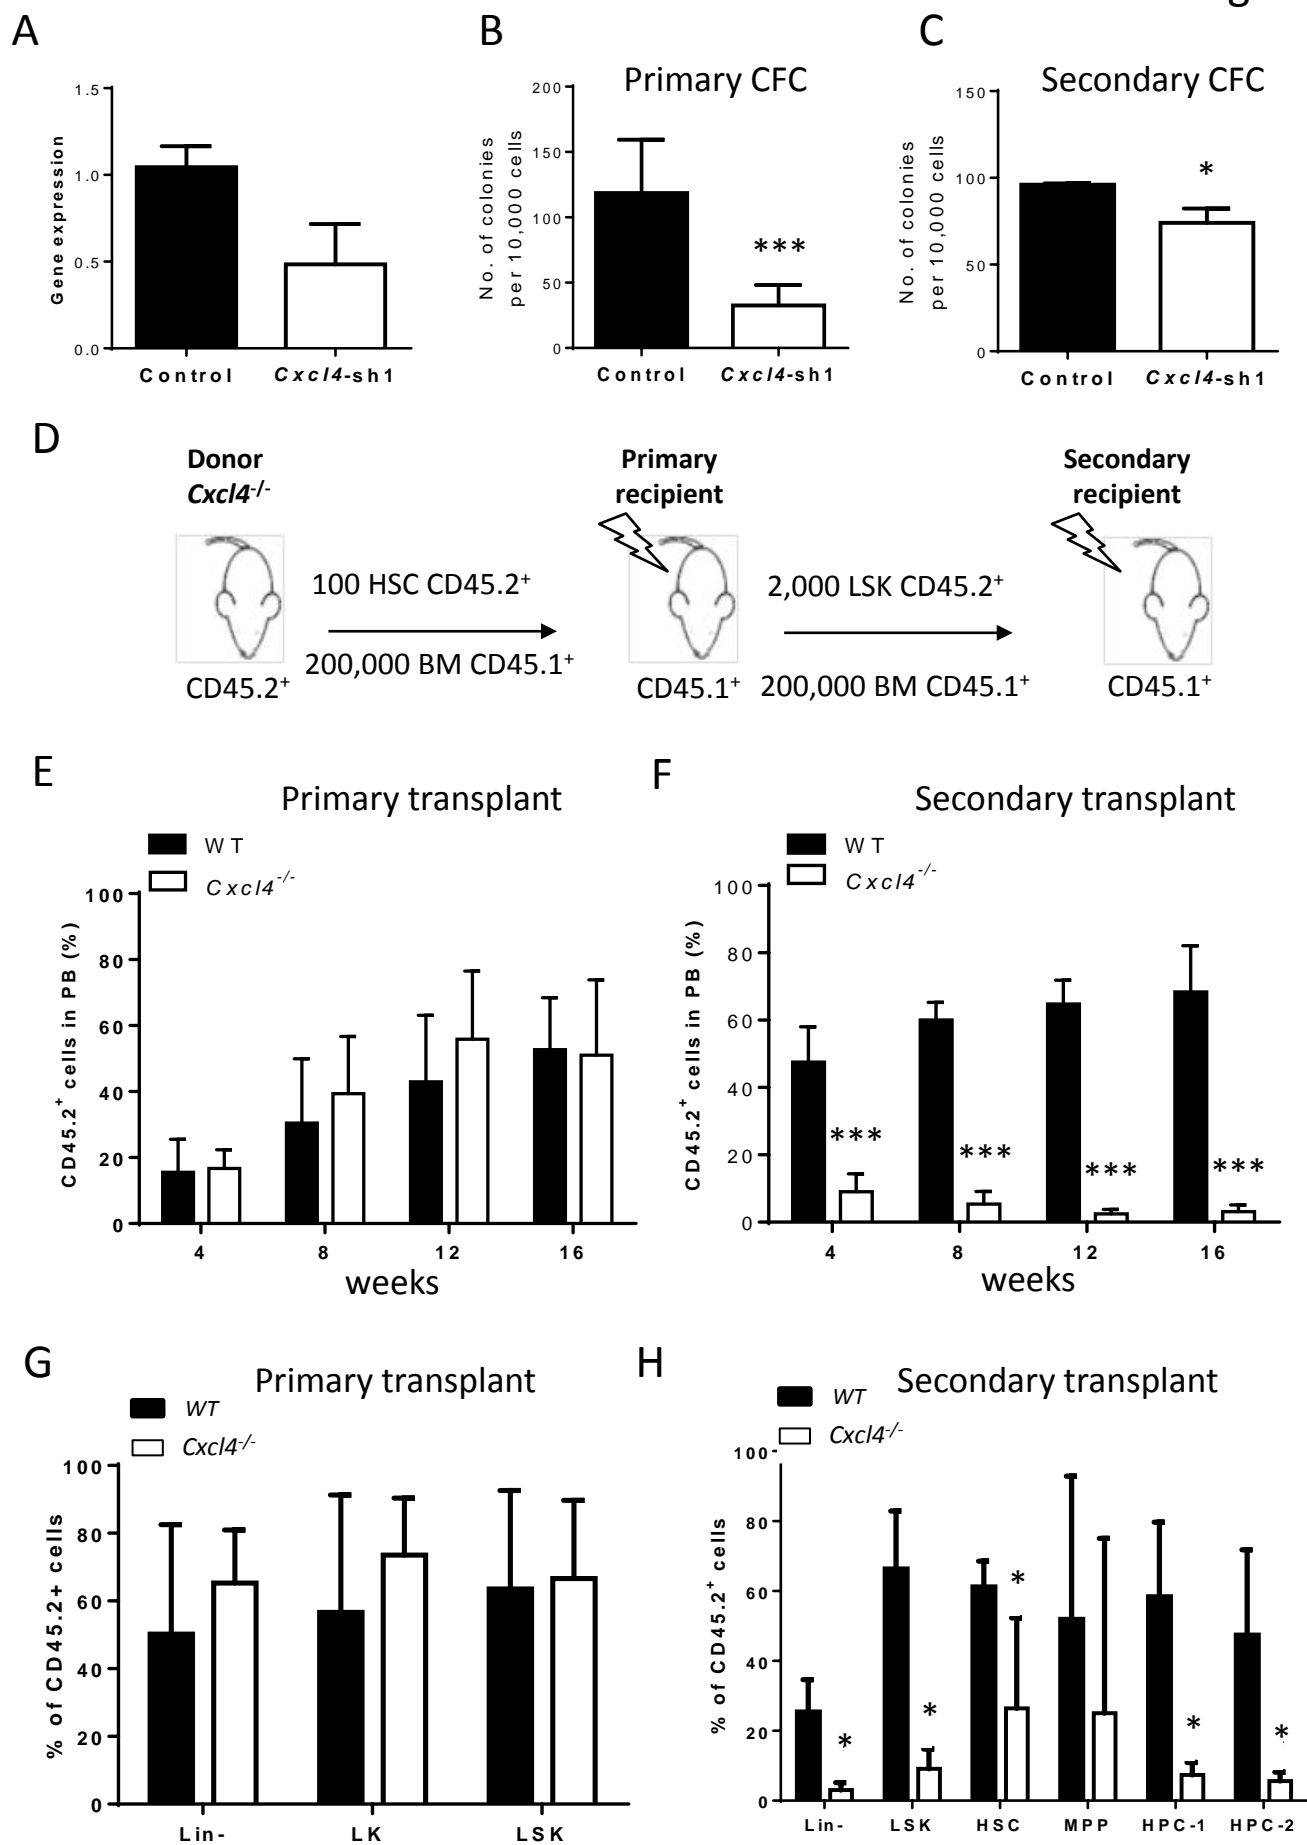 A
B
C
Primary CFC
Secondary CFC
Gene expression
1.5
1.0
0.5
0.0
Control
Cxcl4-sh1
No. of colonies
per 10,000 cells
200
150
100
50
0
***
Control
Cxcl4-sh1
No. of colonies
per 10,000 cells
150
100
50
0
*
Control
Cxcl4-sh1
D
Donor
Cxcl4-/-
Primary
recipient
Secondary
recipient
100 HSC CD45.2+
200,000 BM CD45.1+
2,000 LSK CD45.2+
200,000 BM CD45.1+
CD45.2+
CD45.1+
CD45.1+
E
Primary transplant
WT
Cxcl4-/-
CD45.2+ cells in PB (%)
100
80
60
40
20
0
4
8
12
16
weeks
F
Secondary transplant
WT
Cxcl4-/-
CD45.2+ cells in PB (%)
100
80
60
40
20
0
***
***
***
***
4
8
12
16
weeks
G
Primary transplant
WT
Cxcl4-/-
% of CD45.2+ cells
100
80
60
40
20
0
Lin-
LK
LSK
H
Secondary transplant
WT
Cxcl4-/-
% of CD45.2+ cells
100
80
60
40
20
0
*
*
*
*
*
Lin-
LSK
HSC
MPP
HPC-1
HPC-2